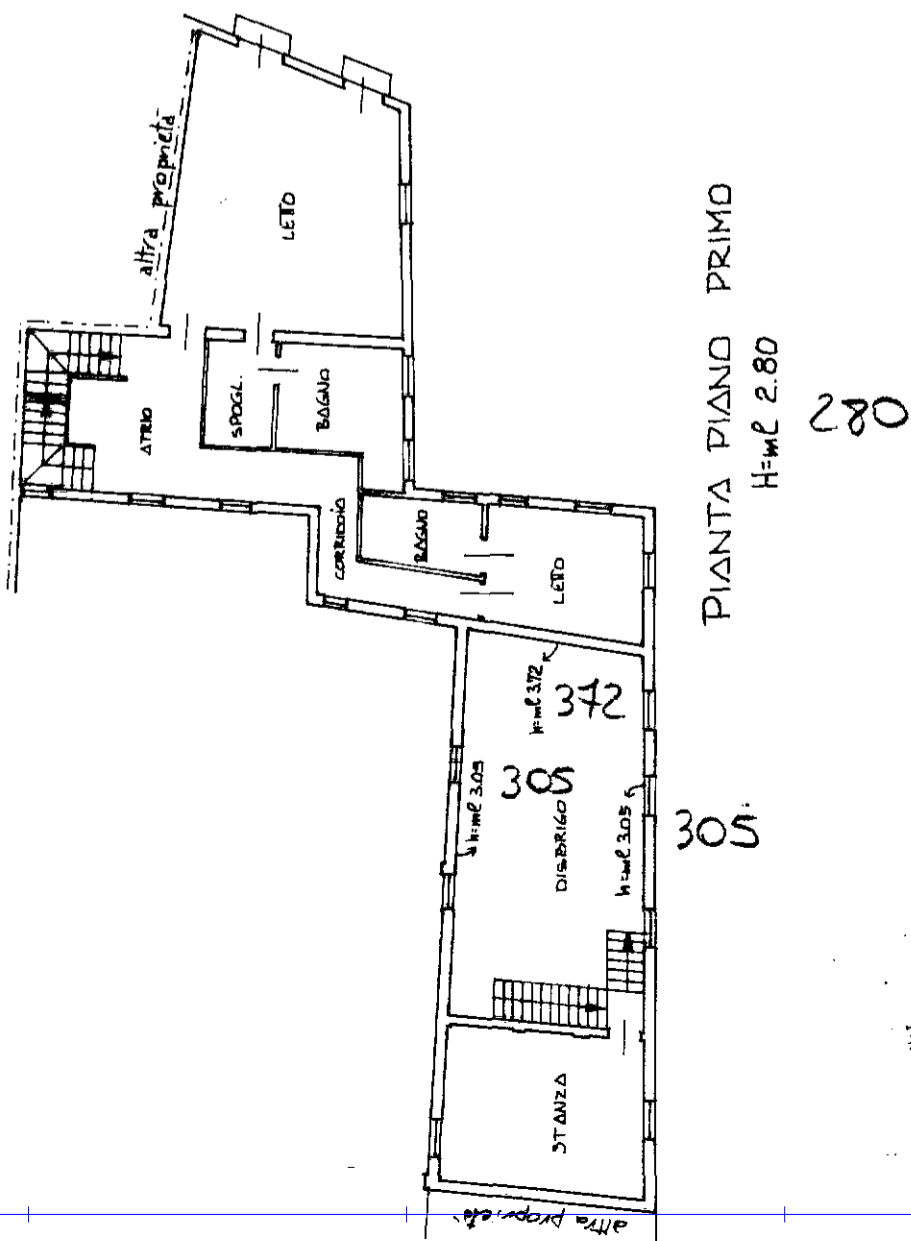 altra proprietà
LETTO
ATRIO
SPOGL.
BAGNO
CORRIDOIO
BAGNO
LETTO
h=ml 3.72
372
h=ml 3.05
305
DISBRIGO
h=ml 3.05
305
STANZA
altra proprietà
PIANTA PIANO PRIMO
H=ml 2.80
280